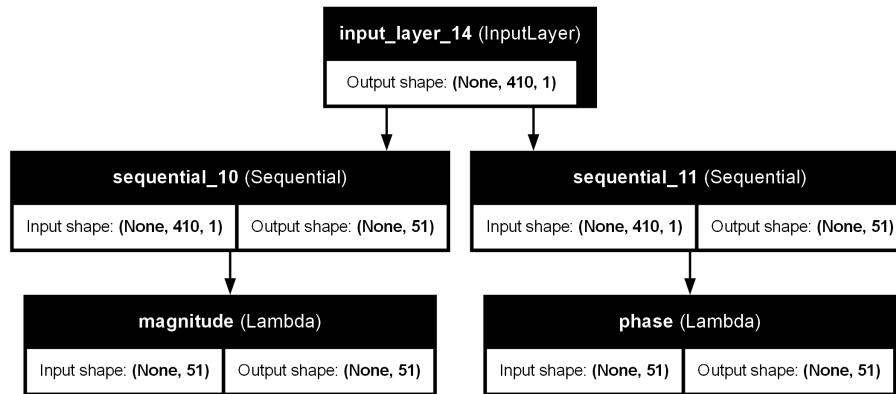 input_layer_14 (InputLayer)
Output shape: (None, 410, 1)
sequential_10 (Sequential)
Input shape: (None, 410, 1) Output shape: (None, 51)
sequential_11 (Sequential)
Input shape: (None, 410, 1) Output shape: (None, 51)
magnitude (Lambda)
Input shape: (None, 51) Output shape: (None, 51)
phase (Lambda)
Input shape: (None, 51) Output shape: (None, 51)